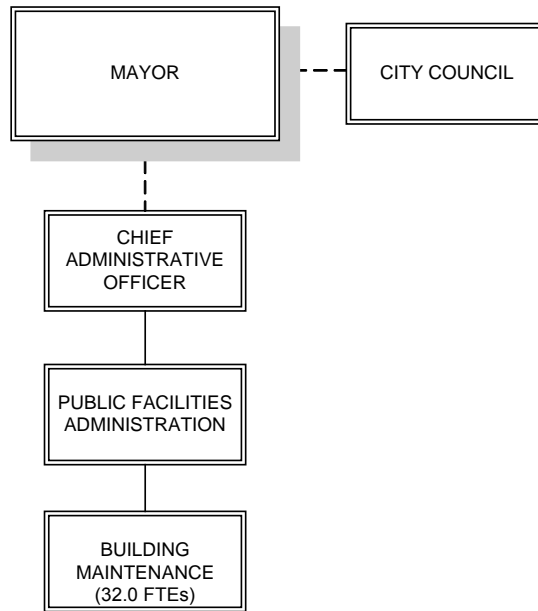 MAYOR
CITY COUNCIL
CHIEF
ADMINISTRATIVE
OFFICER
PUBLIC FACILITIES
ADMINISTRATION
BUILDING
MAINTENANCE
(32.0 FTEs)